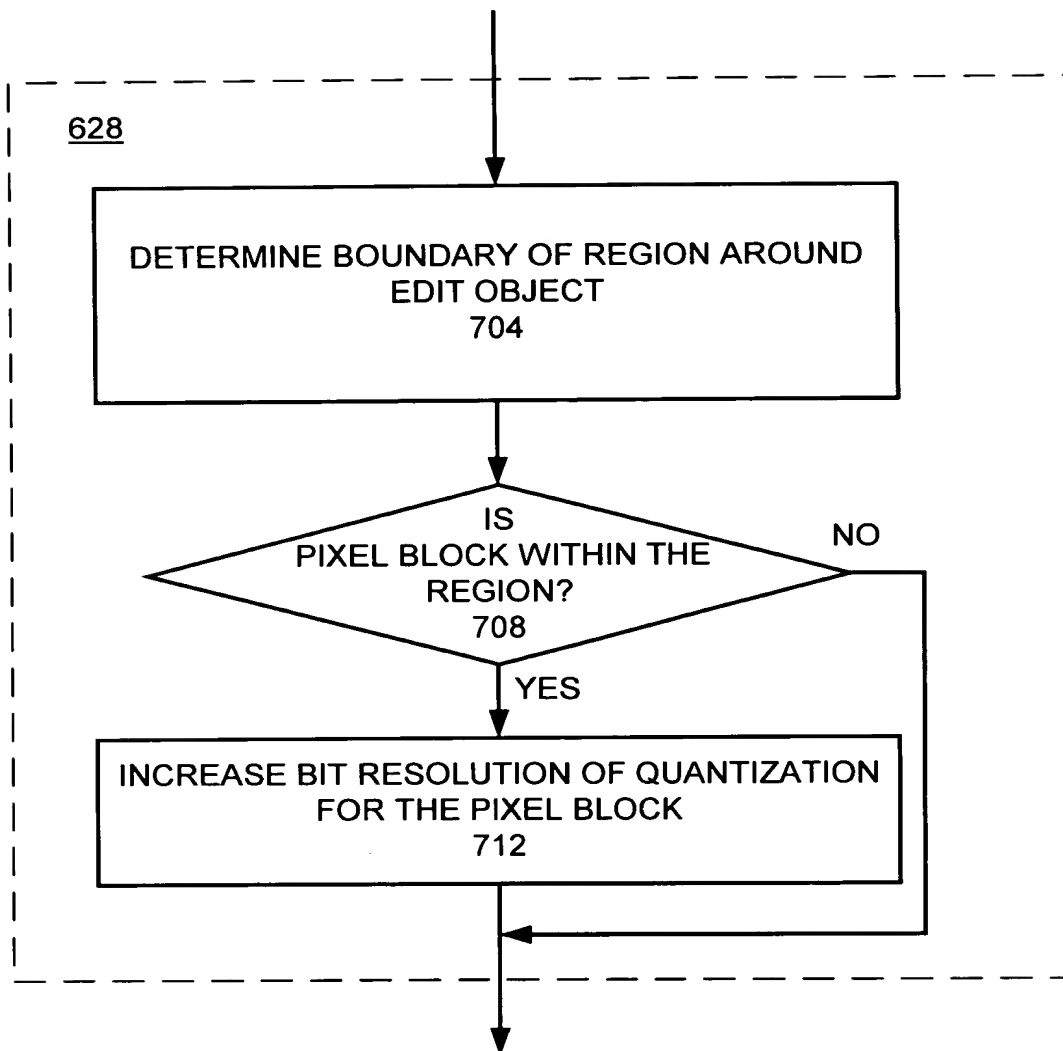 628
DETERMINE BOUNDARY OF REGION AROUND
EDIT OBJECT
704
IS
PIXEL BLOCK WITHIN THE
REGION?
708
NO
YES
INCREASE BIT RESOLUTION OF QUANTIZATION
FOR THE PIXEL BLOCK
712